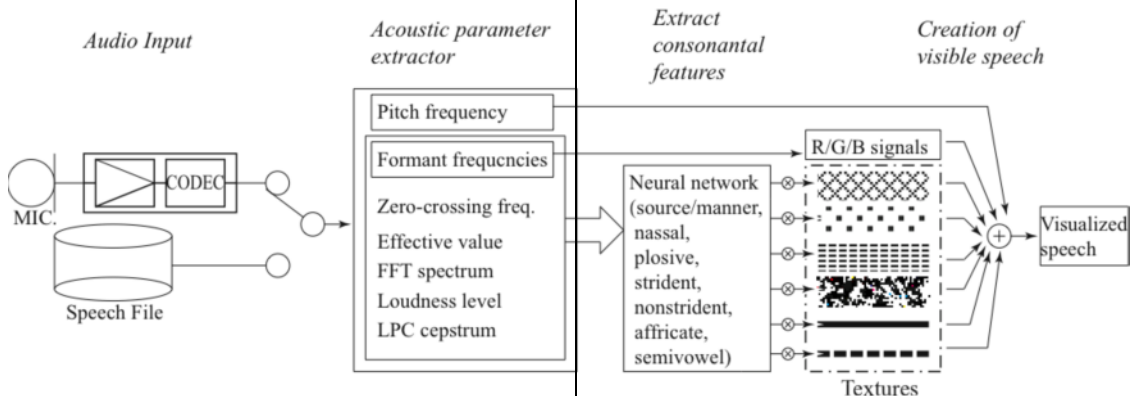 Audio Input
Acoustic parameter
extractor
Extract
consonantal
features
Creation of
visible speech
MIC.
CODEC
Speech File
Pitch frequency
Formant frequcncies
Zero-crossing freq.
Effective value
FFT spectrum
Loudness level
LPC cepstrum
Neural network
(source/manner,
nassal,
plosive,
strident,
nonstrident,
affricate,
semivowel)
R/G/B signals
Textures
Visualized
speech